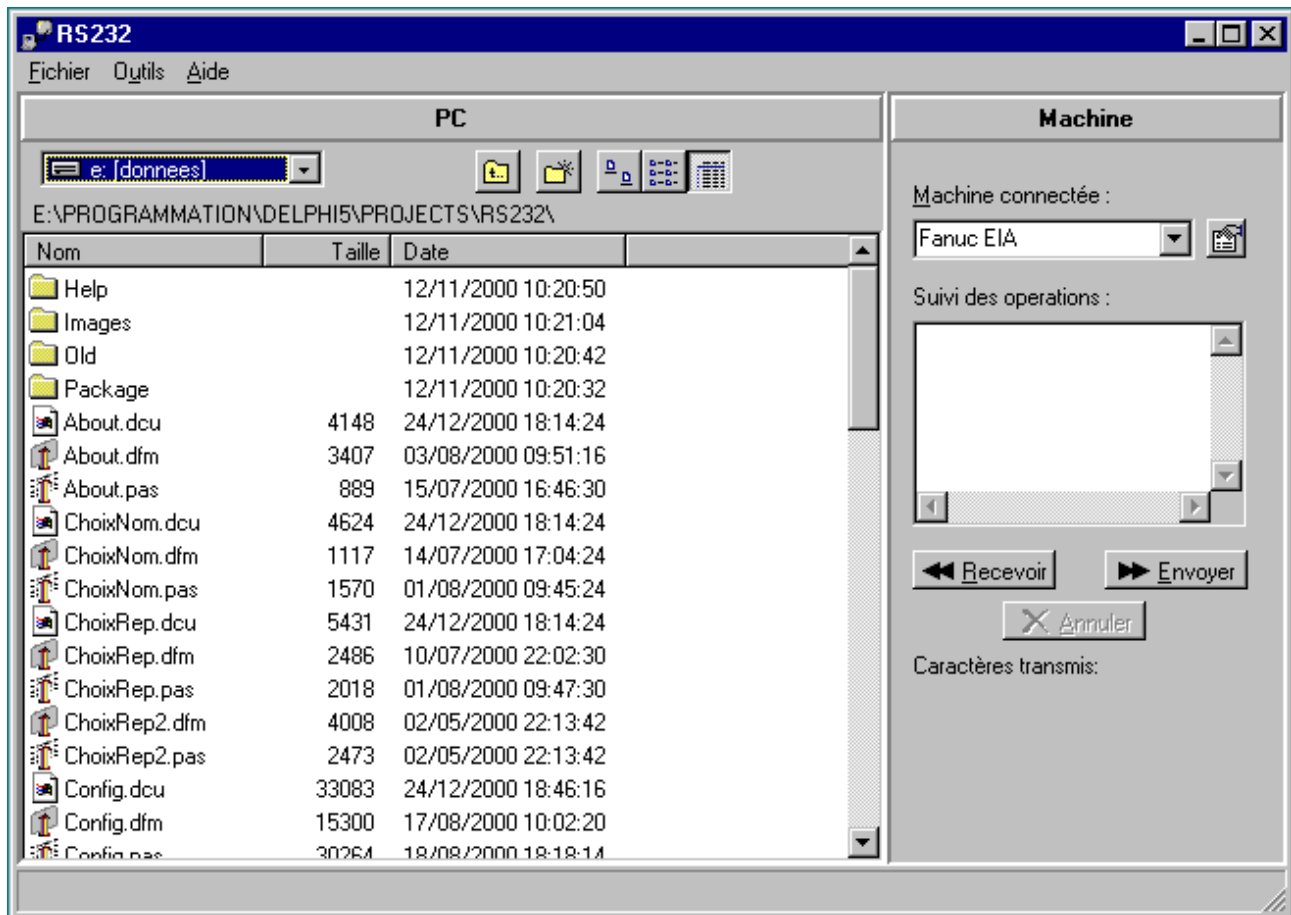 RS232
Fichier Outils Aide
PC
e: [donnees]
E:\PROGRAMMATION\DELPHI5\PROJECTS\RS232\
Nom Taille Date
Help 12/11/2000 10:20:50
Images 12/11/2000 10:21:04
Old 12/11/2000 10:20:42
Package 12/11/2000 10:20:32
About.dcu 4148 24/12/2000 18:14:24
About.dfm 3407 03/08/2000 09:51:16
About.pas 889 15/07/2000 16:46:30
ChoixNom.dcu 4624 24/12/2000 18:14:24
ChoixNom.dfm 1117 14/07/2000 17:04:24
ChoixNom.pas 1570 01/08/2000 09:45:24
ChoixRep.dcu 5431 24/12/2000 18:14:24
ChoixRep.dfm 2486 10/07/2000 22:02:30
ChoixRep.pas 2018 01/08/2000 09:47:30
ChoixRep2.dfm 4008 02/05/2000 22:13:42
ChoixRep2.pas 2473 02/05/2000 22:13:42
Config.dcu 33083 24/12/2000 18:46:16
Config.dfm 15300 17/08/2000 10:02:20
Config.pas 30264 18/08/2000 18:18:14
Machine
Machine connectée :
Fanuc EIA
Suivi des operations :
Recevoir Envoyer
Annuler
Caractères transmis: